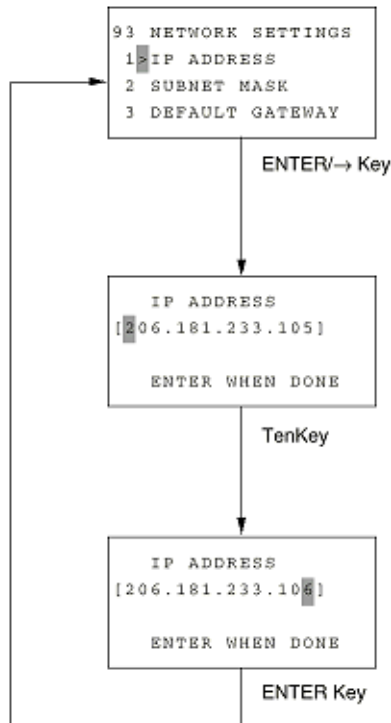 93 NETWORK SETTINGS
1>IP ADDRESS
2 SUBNET MASK
3 DEFAULT GATEWAY
ENTER/→ Key
IP ADDRESS
[206.181.233.105]
ENTER WHEN DONE
TenKey
IP ADDRESS
[206.181.233.106]
ENTER WHEN DONE
ENTER Key